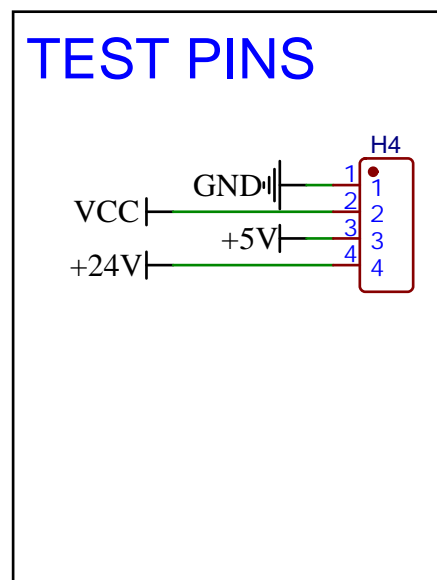 TEST PINS
H4
GND 1 1
VCC 2 2
+5V 3 3
+24V 4 4